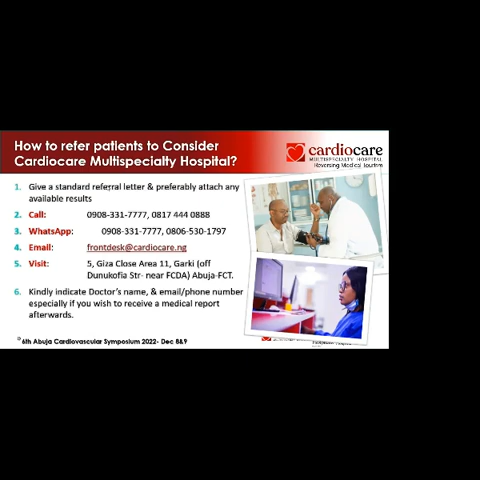 How to refer patients to Consider
Cardiocare Multispecialty Hospital?
cardiocare
MULTISPECIALTY HOSPITAL
Reversing Medical Tourism
1. Give a standard referral letter & preferably attach any
available results
2. Call: 0908-331-7777, 0817 444 0888
3. WhatsApp: 0908-331-7777, 0806-530-1797
4. Email: frontdesk@cardiocare.ng
5. Visit: 5, Giza Close Area 11, Garki (off
Dunukofia Str- near FCDA) Abuja-FCT.
6. Kindly indicate Doctor's name, & email/phone number
especially if you wish to receive a medical report
afterwards.
6th Abuja Cardiovascular Symposium 2022- Dec 8&9